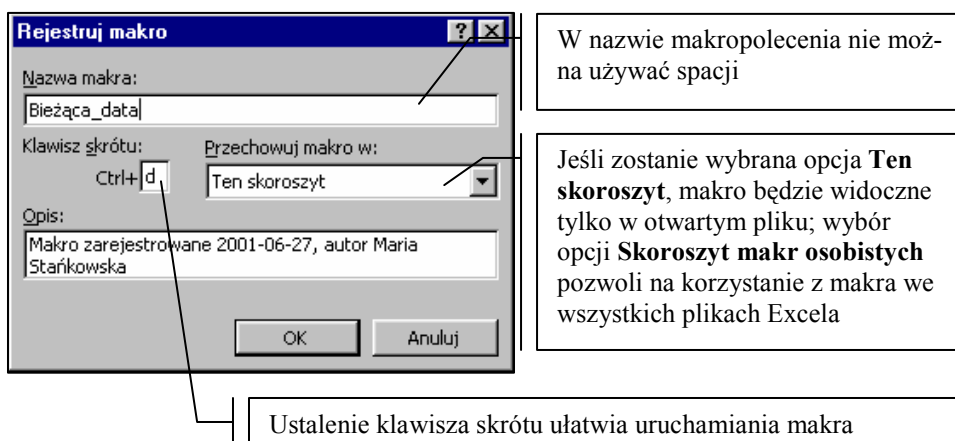 Rejestruj makro
Nazwa makra:
Bieżąca_data
Klawisz skrótu:
Ctrl+ d
Przechowuj makro w:
Ten skoroszyt
Opis:
Makro zarejestrowane 2001-06-27, autor Maria
Stańkowska
OK
Anuluj
W nazwie makropolecenia nie moż-
na używać spacji
Jeśli zostanie wybrana opcja Ten
skoroszyt, makro będzie widoczne
tylko w otwartym pliku; wybór
opcji Skoroszyt makr osobistych
pozwoli na korzystanie z makra we
wszystkich plikach Excela
Ustalenie klawisza skrótu ułatwia uruchamiania makra